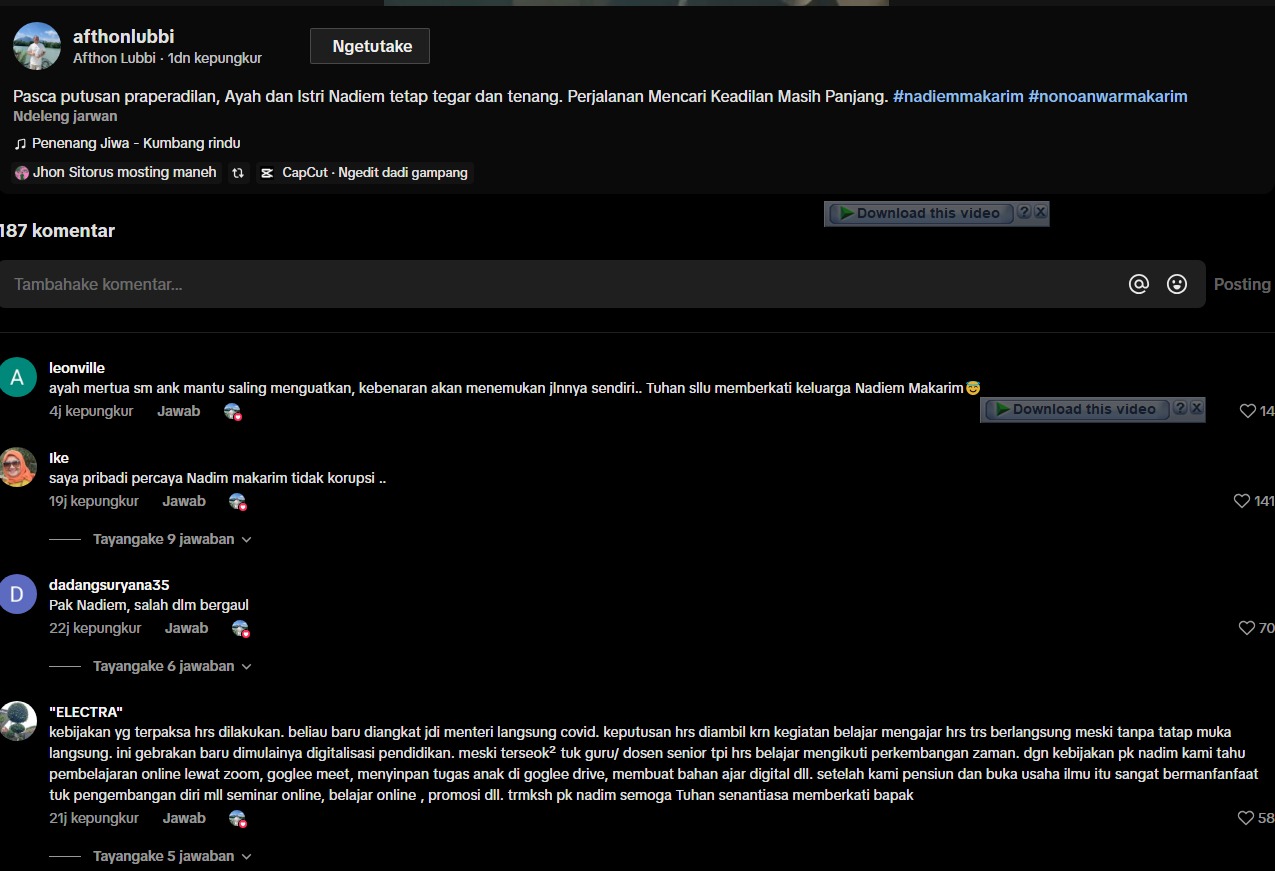 afthonlubbi
Afthon Lubbi · 1dn kepungkur
Ngetutake
Pasca putusan praperadilan, Ayah dan Istri Nadiem tetap tegar dan tenang. Perjalanan Mencari Keadilan Masih Panjang. #nadiemmakarim #nonoanwarmakarim
Ndeleng jarwan
Penenang Jiwa - Kumbang rindu
Jhon Sitorus mosting maneh
CapCut · Ngedit dadi gampang
Download this video ? X
187 komentar
Tambahake komentar...
@
Posting
A
leonville
ayah mertua sm ank mantu saling menguatkan, kebenaran akan menemukan jlnnya sendiri.. Tuhan sllu memberkati keluarga Nadiem Makarim😇
4j kepungkur Jawab
Download this video ? X
14
Ike
saya pribadi percaya Nadim makarim tidak korupsi ..
19j kepungkur Jawab
141
Tayangake 9 jawaban
D
dadangsuryana35
Pak Nadiem, salah dlm bergaul
22j kepungkur Jawab
70
Tayangake 6 jawaban
"ELECTRA"
kebijakan yg terpaksa hrs dilakukan. beliau baru diangkat jdi menteri langsung covid. keputusan hrs diambil krn kegiatan belajar mengajar hrs trs berlangsung meski tanpa tatap muka
langsung. ini gebrakan baru dimulainya digitalisasi pendidikan. meski terseok² tuk guru/ dosen senior tpi hrs belajar mengikuti perkembangan zaman. dgn kebijakan pk nadim kami tahu
pembelajaran online lewat zoom, goglee meet, menyinpan tugas anak di goglee drive, membuat bahan ajar digital dll. setelah kami pensiun dan buka usaha ilmu itu sangat bermanfanfaat
tuk pengembangan diri mll seminar online, belajar online , promosi dll. trmksh pk nadim semoga Tuhan senantiasa memberkati bapak
21j kepungkur Jawab
58
Tayangake 5 jawaban